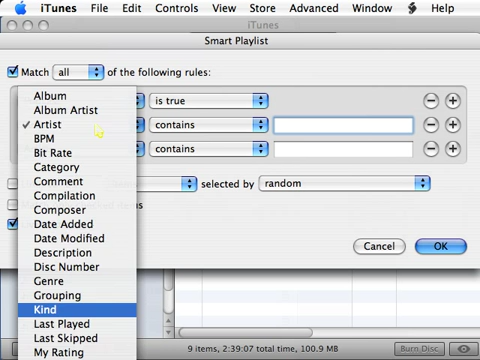 iTunes File Edit Controls View Store Advanced Window Help
iTunes
Smart Playlist
Match all of the following rules:
Album
is true
Album Artist
Artist
contains
BPM
Bit Rate
contains
Category
Comment
selected by random
Compilation
Composer
Date Added
Date Modified
Cancel OK
Description
Disc Number
Genre
Grouping
Kind
Last Played
Last Skipped
9 items, 2:39:07 total time, 100.9 MB
Burn Disc
My Rating